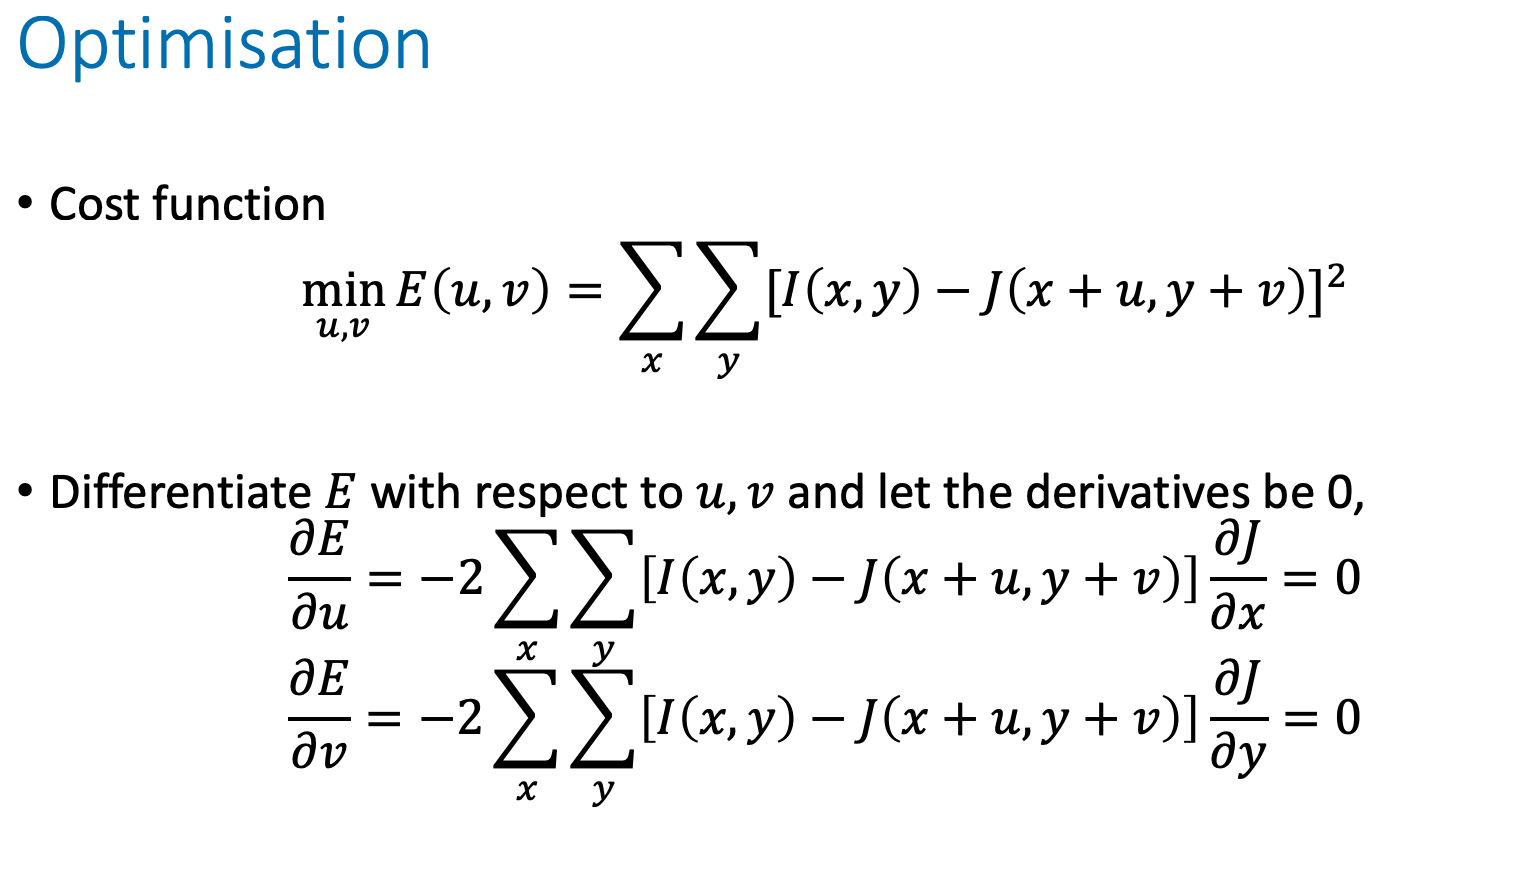 Optimisation
• Cost function
$\min_{u,v} E(u, v) = \sum_x \sum_y [I(x, y) - J(x + u, y + v)]^2$
• Differentiate $E$ with respect to $u, v$ and let the derivatives be 0,
$\frac{\partial E}{\partial u} = -2 \sum_x \sum_y [I(x, y) - J(x + u, y + v)] \frac{\partial J}{\partial x} = 0$
$\frac{\partial E}{\partial v} = -2 \sum_x \sum_y [I(x, y) - J(x + u, y + v)] \frac{\partial J}{\partial y} = 0$